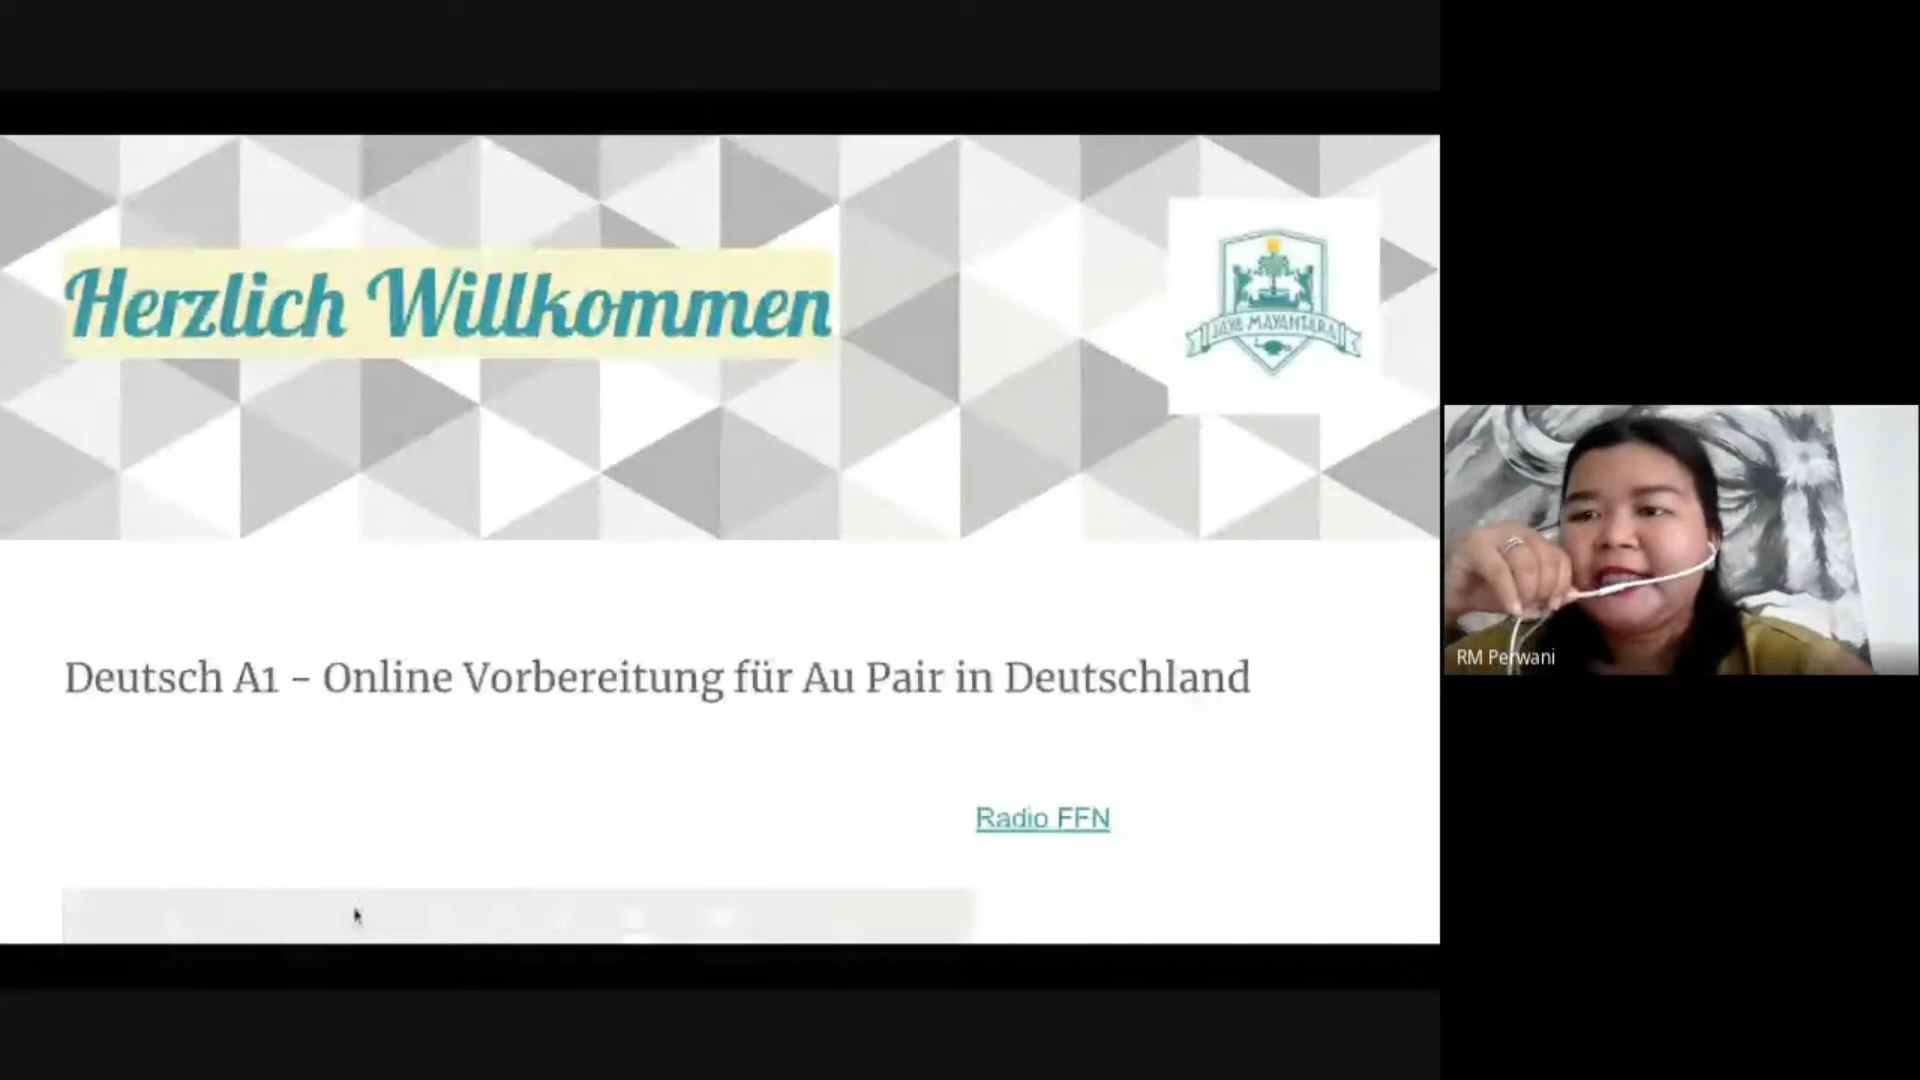 Herzlich Willkommen
JAYA MAYANTARA
Deutsch A1 – Online Vorbereitung für Au Pair in Deutschland
Radio FFN
RM Perwani